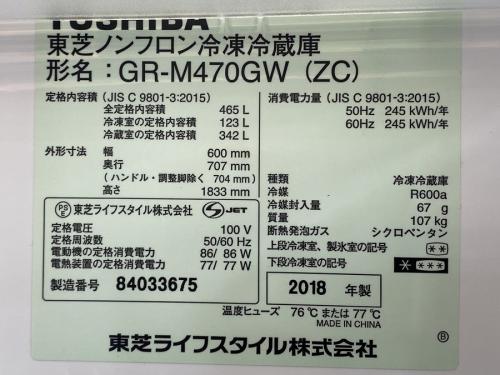 TOSHIBA
東芝ノンフロン冷凍冷蔵庫
形名：GR-M470GW (ZC)
定格内容積（JIS C 9801-3:2015）
全定格内容積 465 L
冷凍室の定格内容積 123 L
冷蔵室の定格内容積 342 L
外形寸法 幅 600 mm
奥行 707 mm
（ハンドル・調整脚除く 704 mm）
高さ 1833 mm
消費電力量（JIS C 9801-3:2015）
50Hz 245 kWh/年
60Hz 245 kWh/年
種類 冷凍冷蔵庫
冷媒 R600a
冷媒封入量 67 g
質量 107 kg
断熱発泡ガス シクロペンタン
上段冷凍室、製氷室の記号 **
下段冷凍室の記号 * ***
PS E 東芝ライフスタイル株式会社 JET
定格電圧 100 V
定格周波数 50/60 Hz
電動機の定格消費電力 86/ 86 W
電熱装置の定格消費電力 77/ 77 W
製造番号 84033675
2018 年製
温度ヒューズ 76℃ または 77℃
MADE IN CHINA
東芝ライフスタイル株式会社 Ⓑ